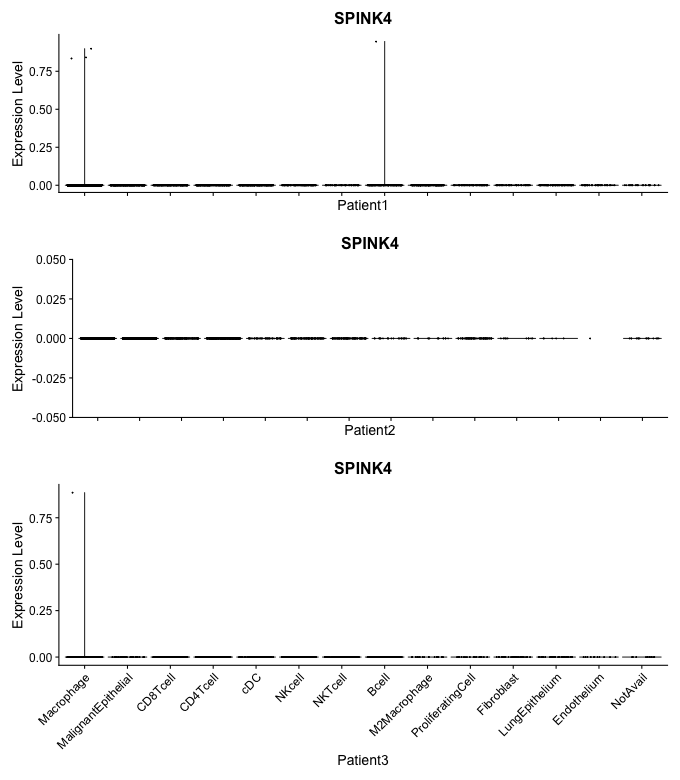 SPINK4
Expression Level
0.75
0.50
0.25
0.00
Patient1
SPINK4
Expression Level
0.050
0.025
0.000
-0.025
-0.050
Patient2
SPINK4
Expression Level
0.75
0.50
0.25
0.00
Macrophage
MalignantEpithelial
CD8Tcell
CD4Tcell
cDC
NKcell
NKTcell
Bcell
M2Macrophage
ProliferatingCell
Fibroblast
LungEpithelium
Endothelium
NotAvail
Patient3